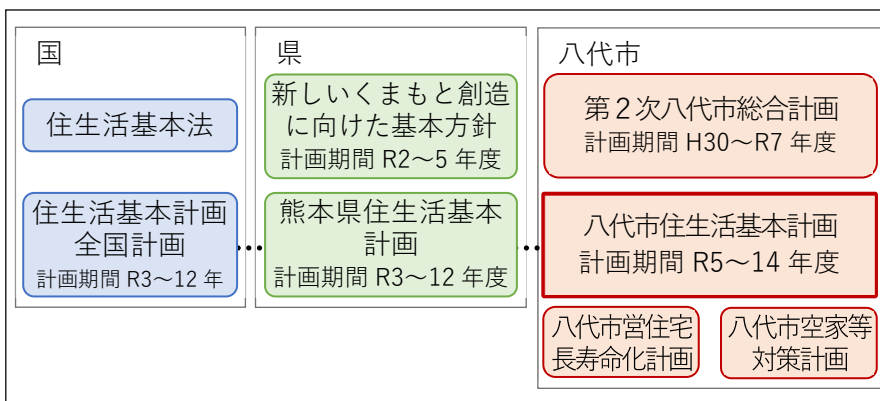 国
住生活基本法
住生活基本計画
全国計画
計画期間 R3～12 年
県
新しいくまもと創造
に向けた基本方針
計画期間 R2～5 年度
熊本県住生活基本
計画
計画期間 R3～12 年度
八代市
第２次八代市総合計画
計画期間 H30～R7 年度
八代市住生活基本計画
計画期間 R5～14 年度
八代市営住宅
長寿命化計画
八代市空家等
対策計画